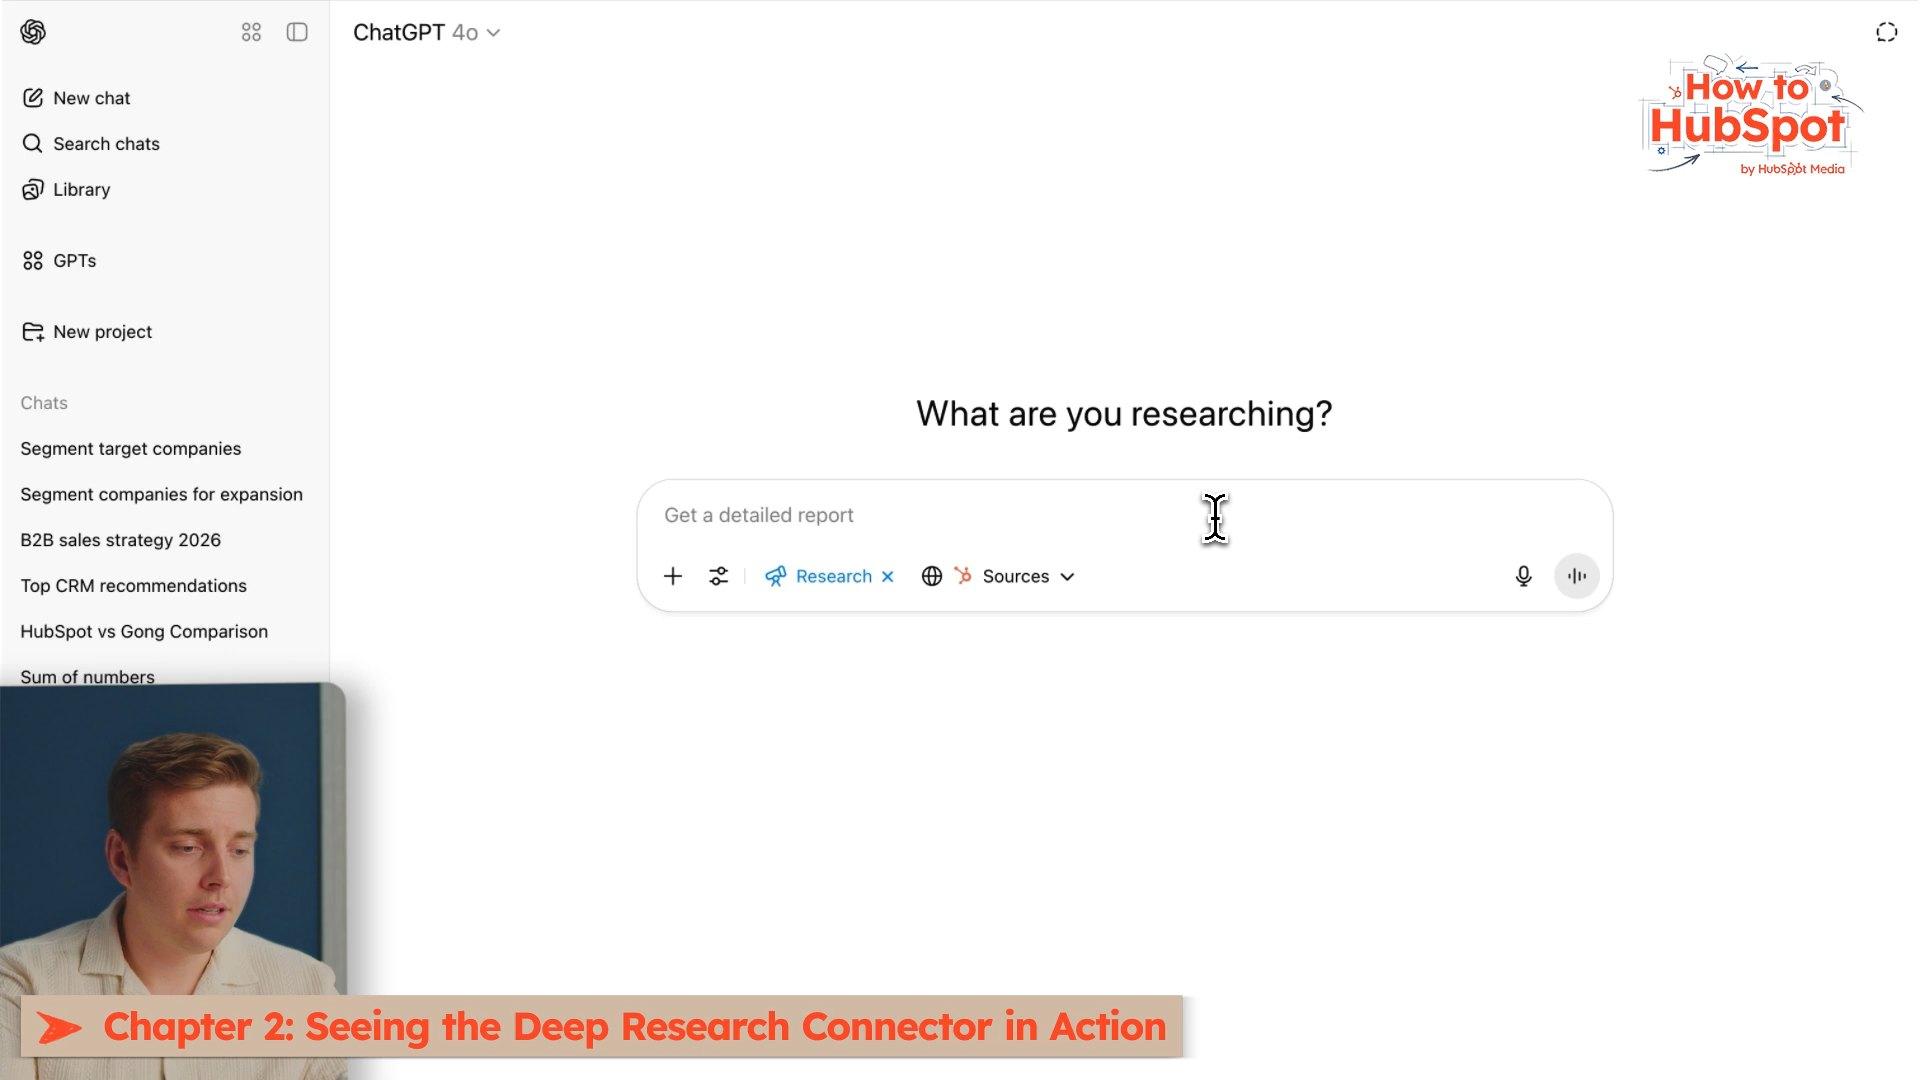 ChatGPT 4o
New chat
Search chats
Library
GPTs
New project
Chats
Segment target companies
Segment companies for expansion
B2B sales strategy 2026
Top CRM recommendations
HubSpot vs Gong Comparison
Sum of numbers
How to
HubSpot
by HubSpot Media
What are you researching?
Get a detailed report
Research
Sources
Chapter 2: Seeing the Deep Research Connector in Action